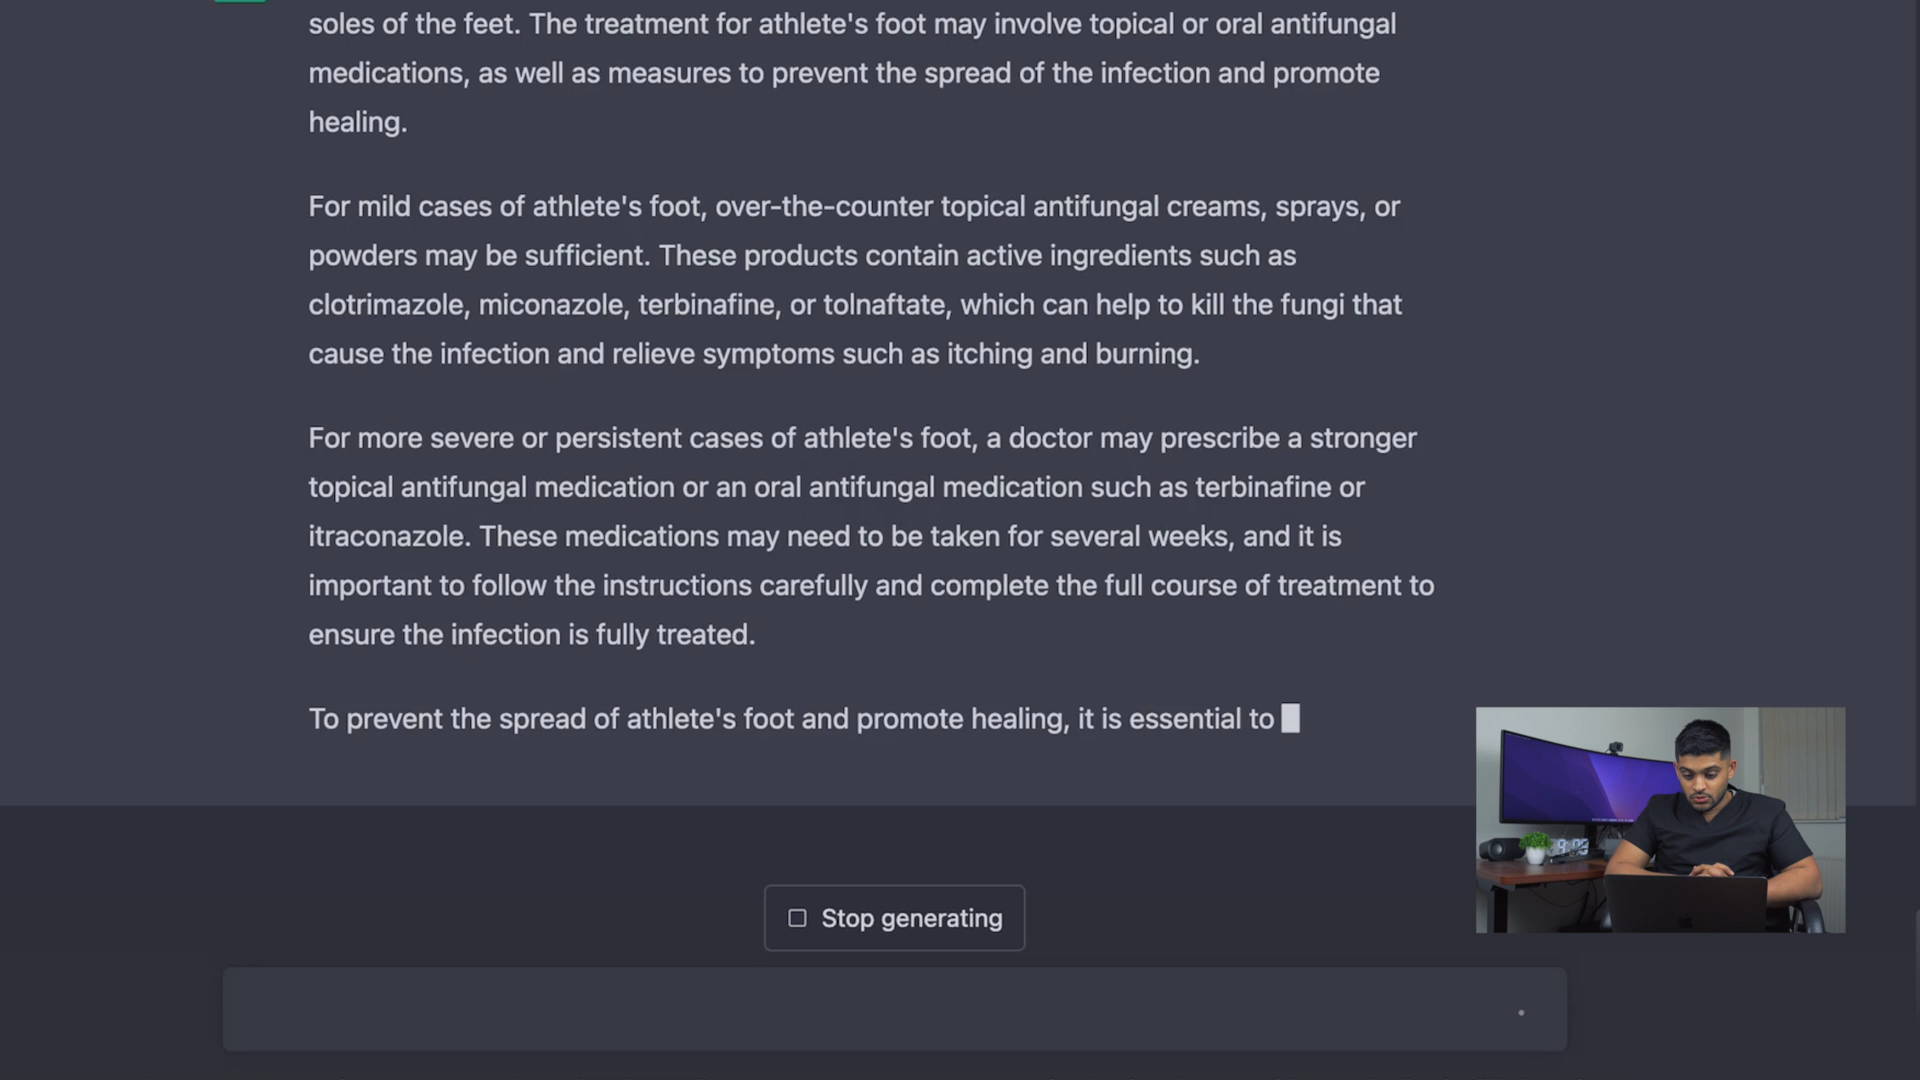 soles of the feet. The treatment for athlete's foot may involve topical or oral antifungal
medications, as well as measures to prevent the spread of the infection and promote
healing.
For mild cases of athlete's foot, over-the-counter topical antifungal creams, sprays, or
powders may be sufficient. These products contain active ingredients such as
clotrimazole, miconazole, terbinafine, or tolnaftate, which can help to kill the fungi that
cause the infection and relieve symptoms such as itching and burning.
For more severe or persistent cases of athlete's foot, a doctor may prescribe a stronger
topical antifungal medication or an oral antifungal medication such as terbinafine or
itraconazole. These medications may need to be taken for several weeks, and it is
important to follow the instructions carefully and complete the full course of treatment to
ensure the infection is fully treated.
To prevent the spread of athlete's foot and promote healing, it is essential to
Stop generating